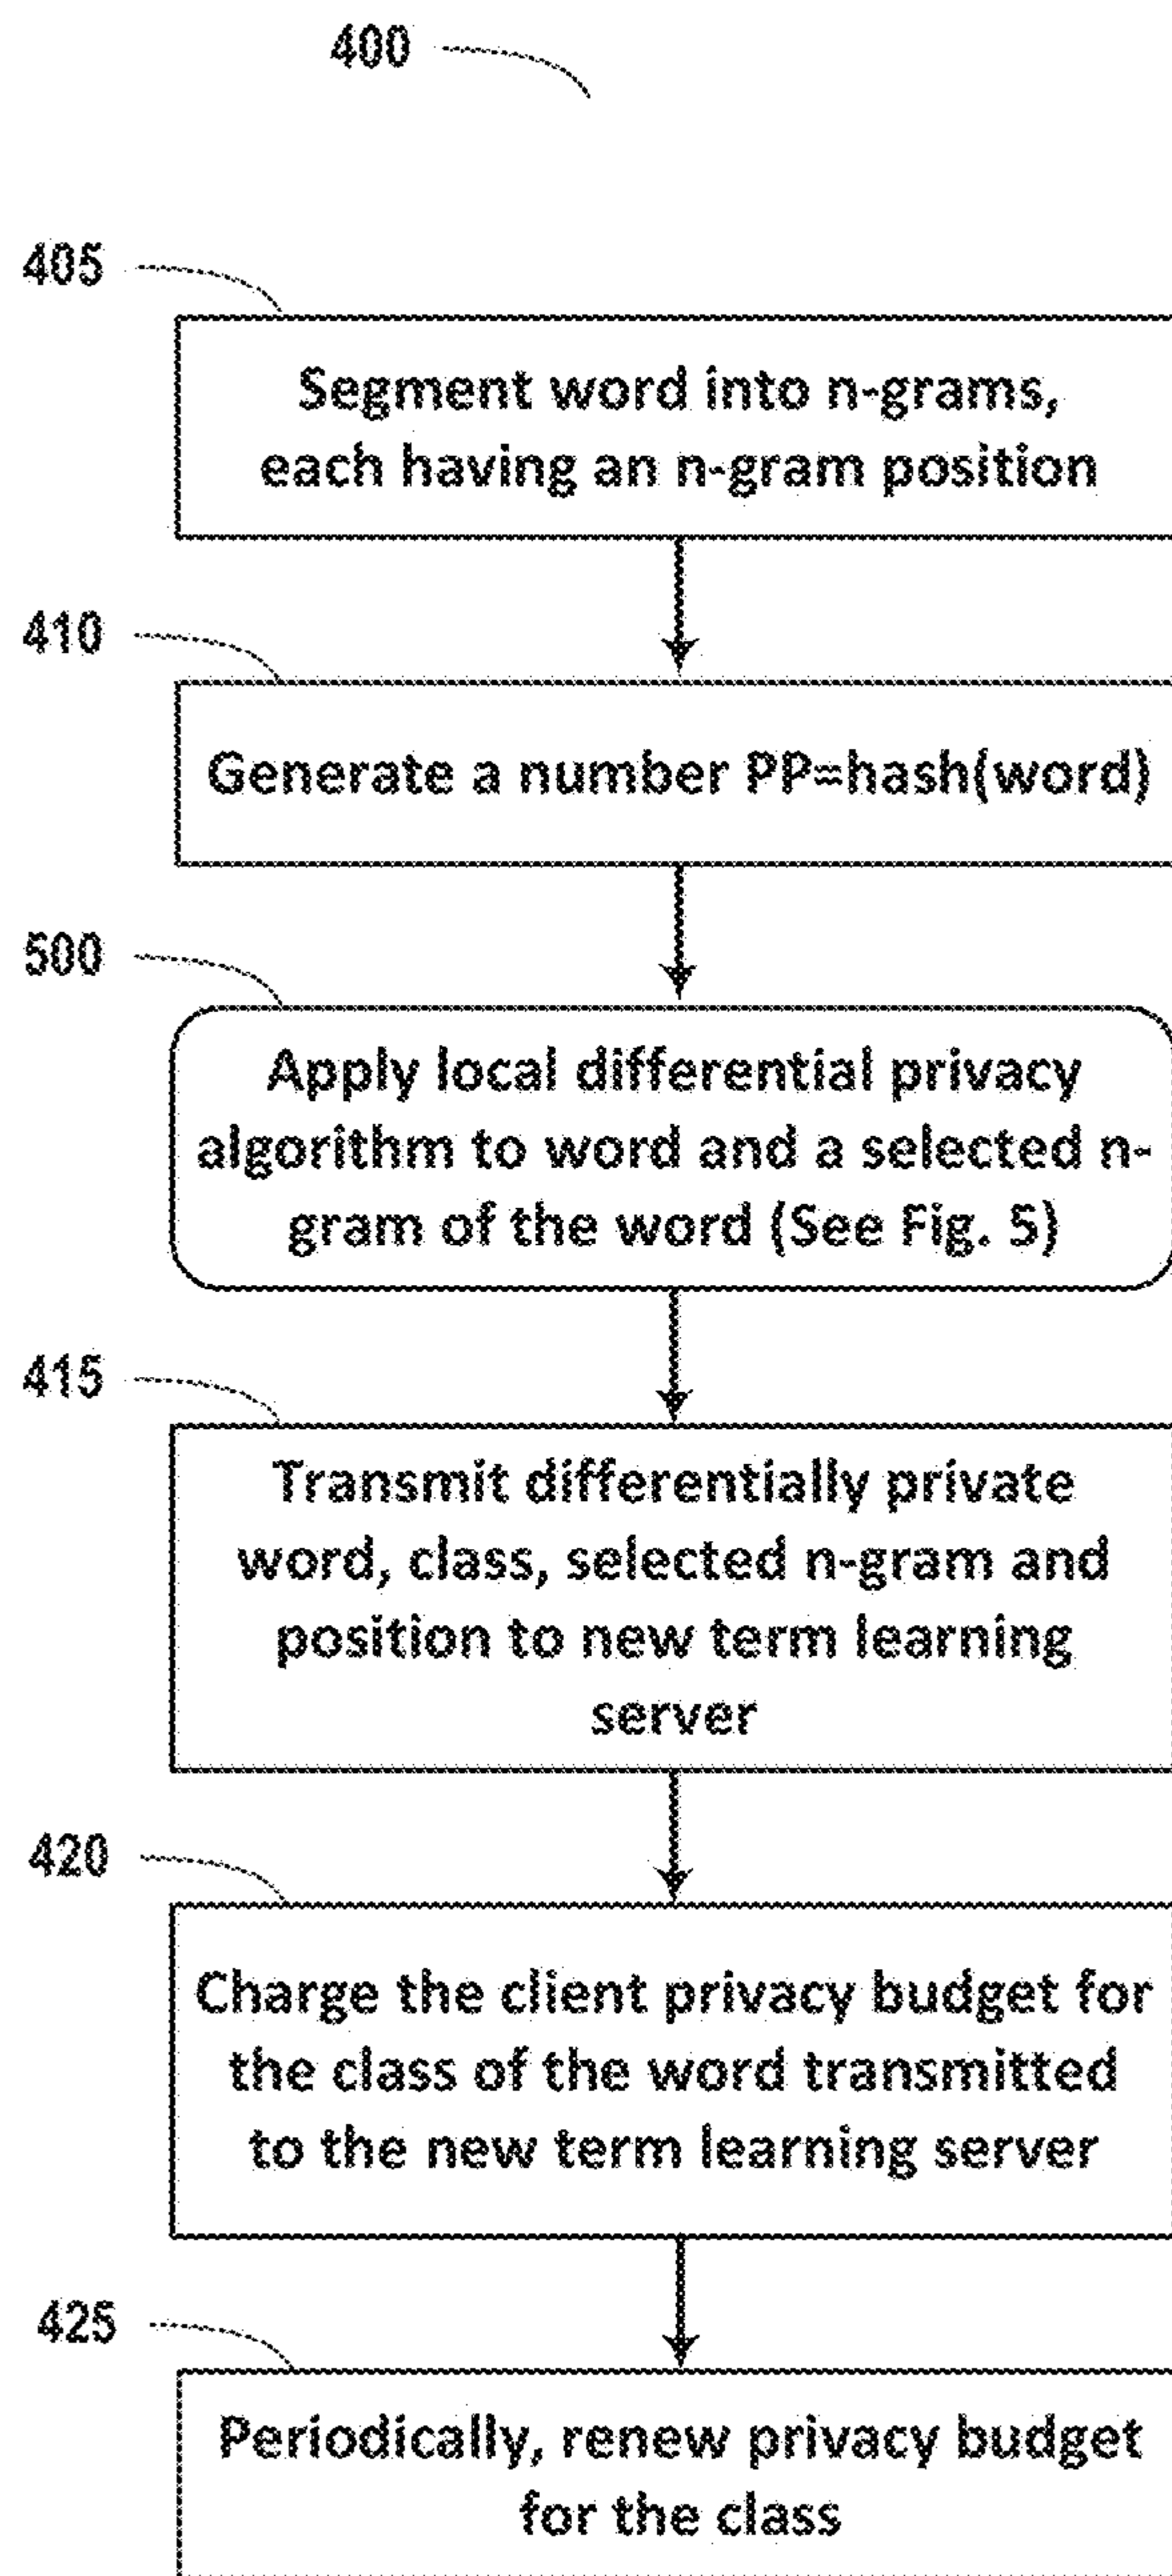 400
405
Segment word into n-grams,
each having an n-gram position
410
Generate a number PP=hash(word)
500
Apply local differential privacy
algorithm to word and a selected n-
gram of the word (See Fig. 5)
415
Transmit differentially private
word, class, selected n-gram and
position to new term learning
server
420
Charge the client privacy budget for
the class of the word transmitted
to the new term learning server
425
Periodically, renew privacy budget
for the class